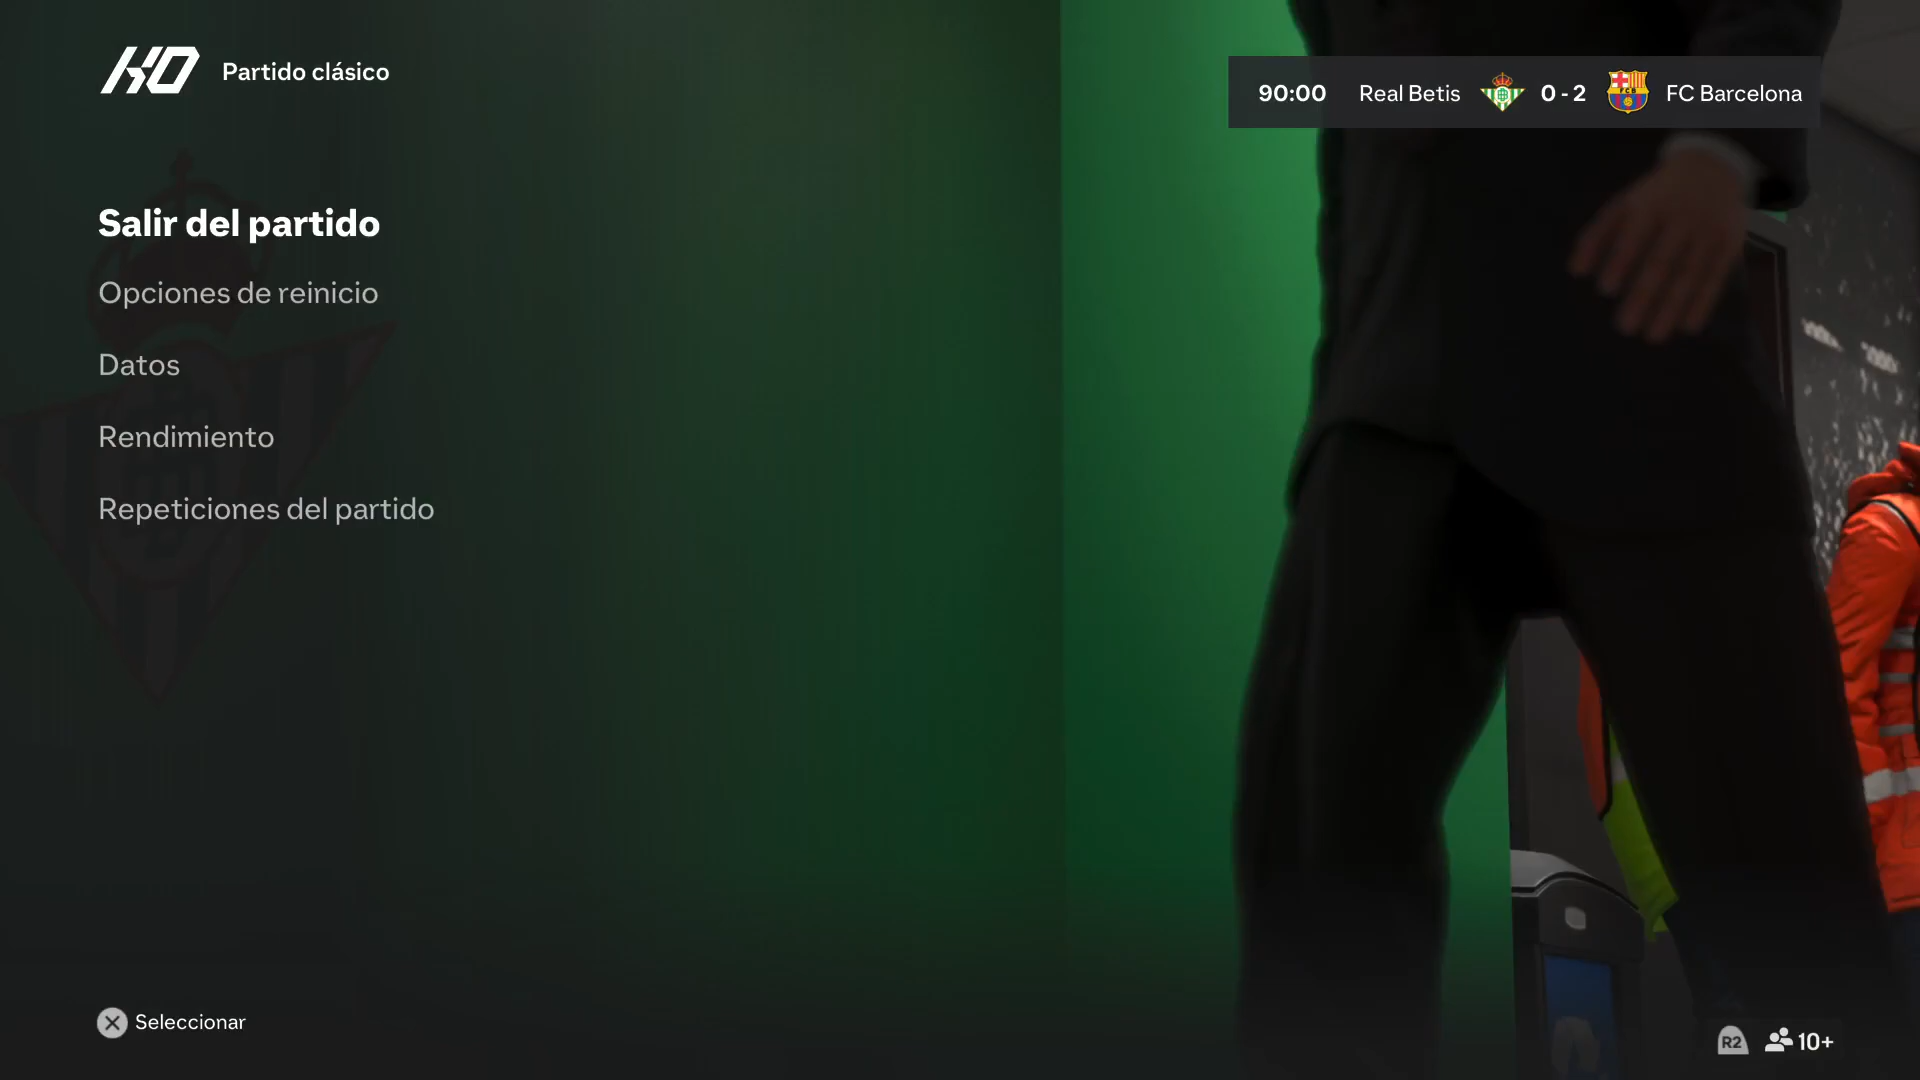 KO Partido clásico
90:00 Real Betis 0 - 2 FC Barcelona
Salir del partido
Opciones de reinicio
Datos
Rendimiento
Repeticiones del partido
Seleccionar
R2 10+